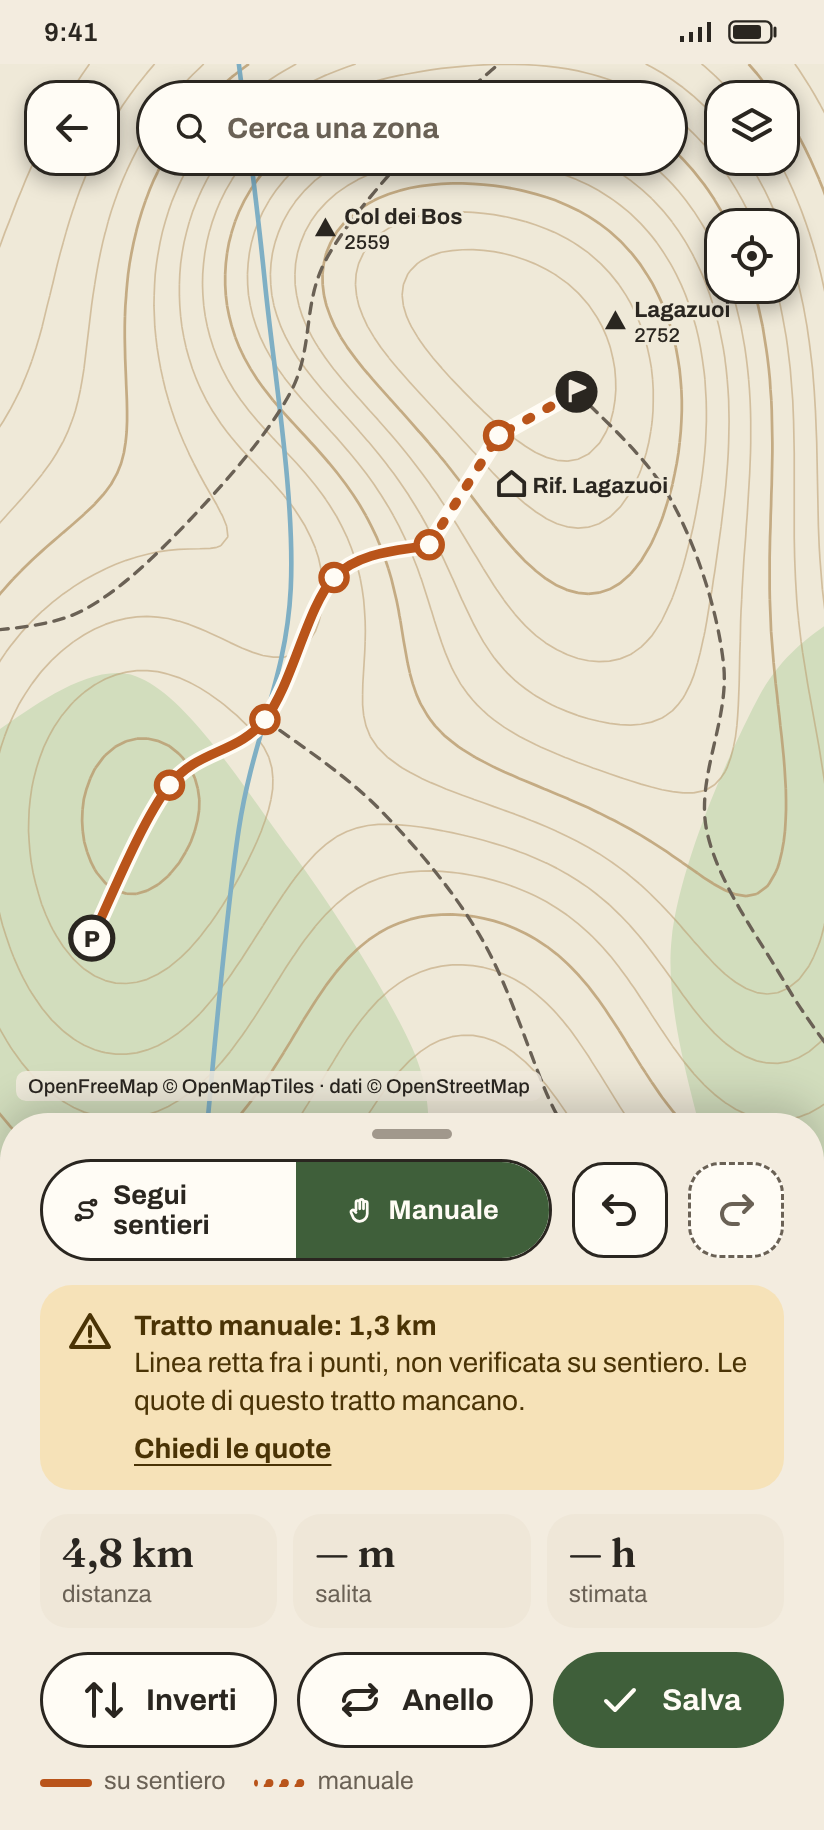 9:41
Cerca una zona
Col dei Bos
2559
Lagazuoi
2752
Rif. Lagazuoi
P
OpenFreeMap © OpenMapTiles · dati © OpenStreetMap
Segui
sentieri
Manuale
Tratto manuale: 1,3 km
Linea retta fra i punti, non verificata su sentiero. Le
quote di questo tratto mancano.
Chiedi le quote
4,8 km
distanza
— m
salita
— h
stimata
Inverti
Anello
Salva
su sentiero
manuale